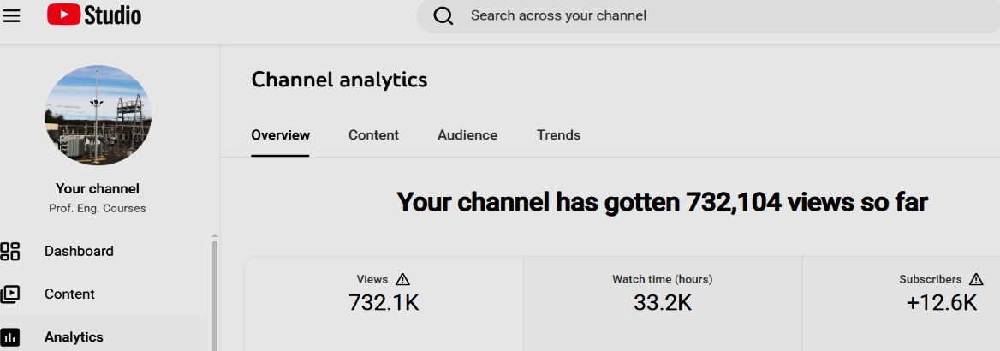 Studio
Search across your channel
Your channel
Prof. Eng. Courses
Dashboard
Content
Analytics
Channel analytics
Overview Content Audience Trends
Your channel has gotten 732,104 views so far
Views
732.1K
Watch time (hours)
33.2K
Subscribers
+12.6K